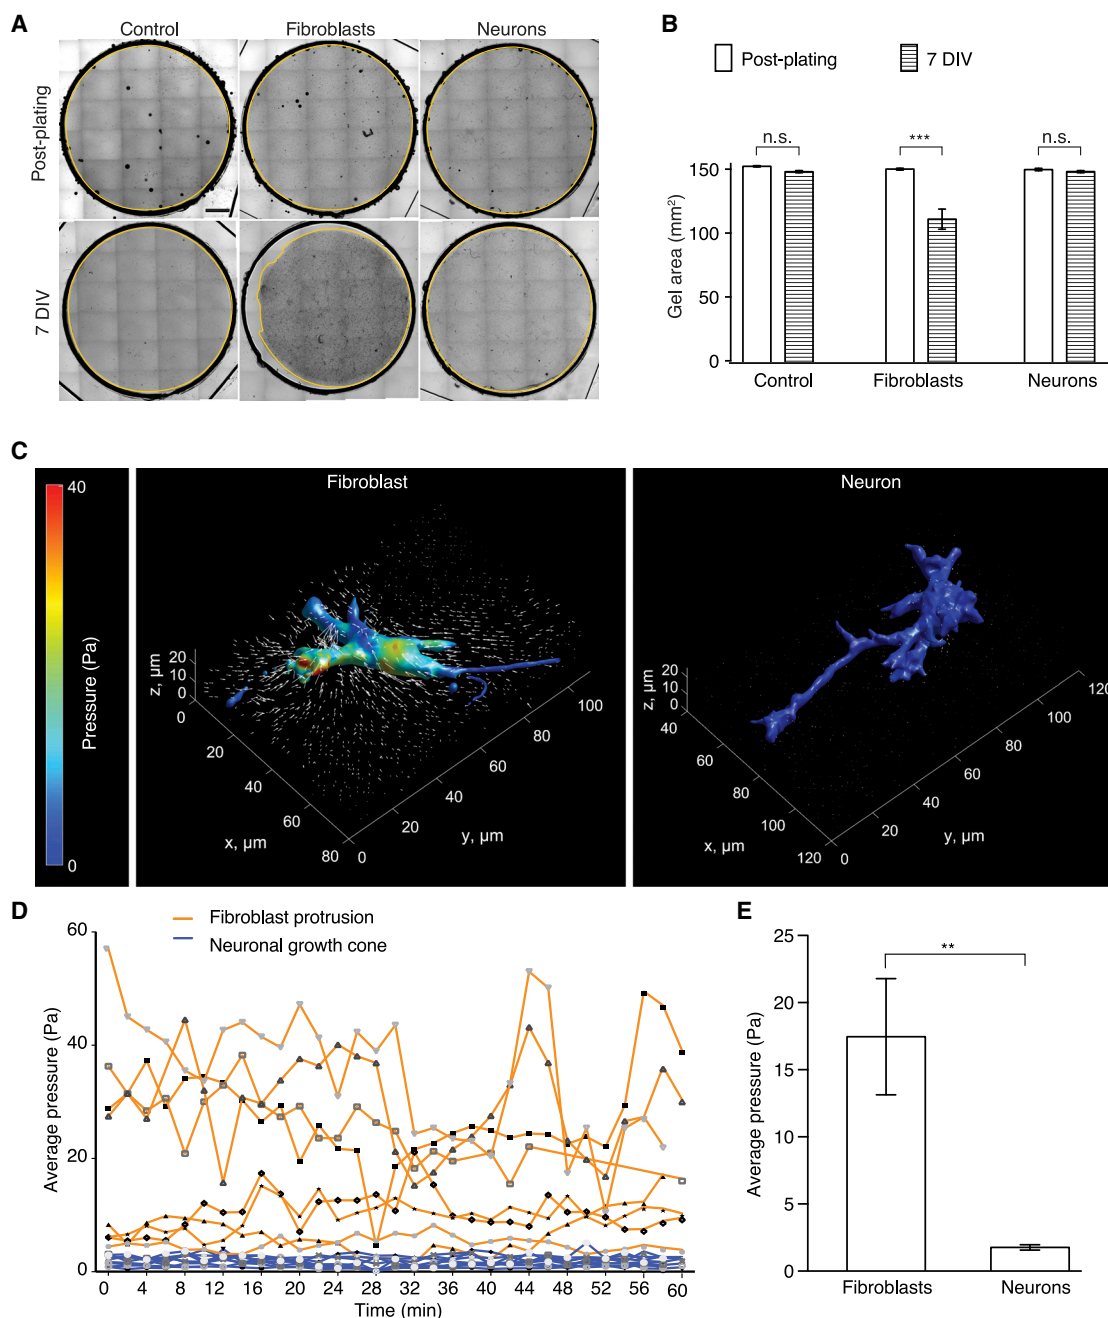 A
Control Fibroblasts Neurons
Post-plating
7 DIV
B
Post-plating 7 DIV
n.s. *** n.s.
Gel area (mm²)
150
100
50
0
Control Fibroblasts Neurons
C
Fibroblast
Neuron
40
Pressure (Pa)
0
z, µm
20
10
0
0
20
40
60
80
x, µm
0
20
40
60
80
100
y, µm
z, µm
20
10
0
40
60
80
100
120
x, µm
0
20
40
60
80
100
120
y, µm
D
Fibroblast protrusion
Neuronal growth cone
Average pressure (Pa)
60
40
20
0
0 4 8 12 16 20 24 28 32 36 40 44 48 52 56 60
Time (min)
E
**
Average pressure (Pa)
25
20
15
10
5
0
Fibroblasts Neurons